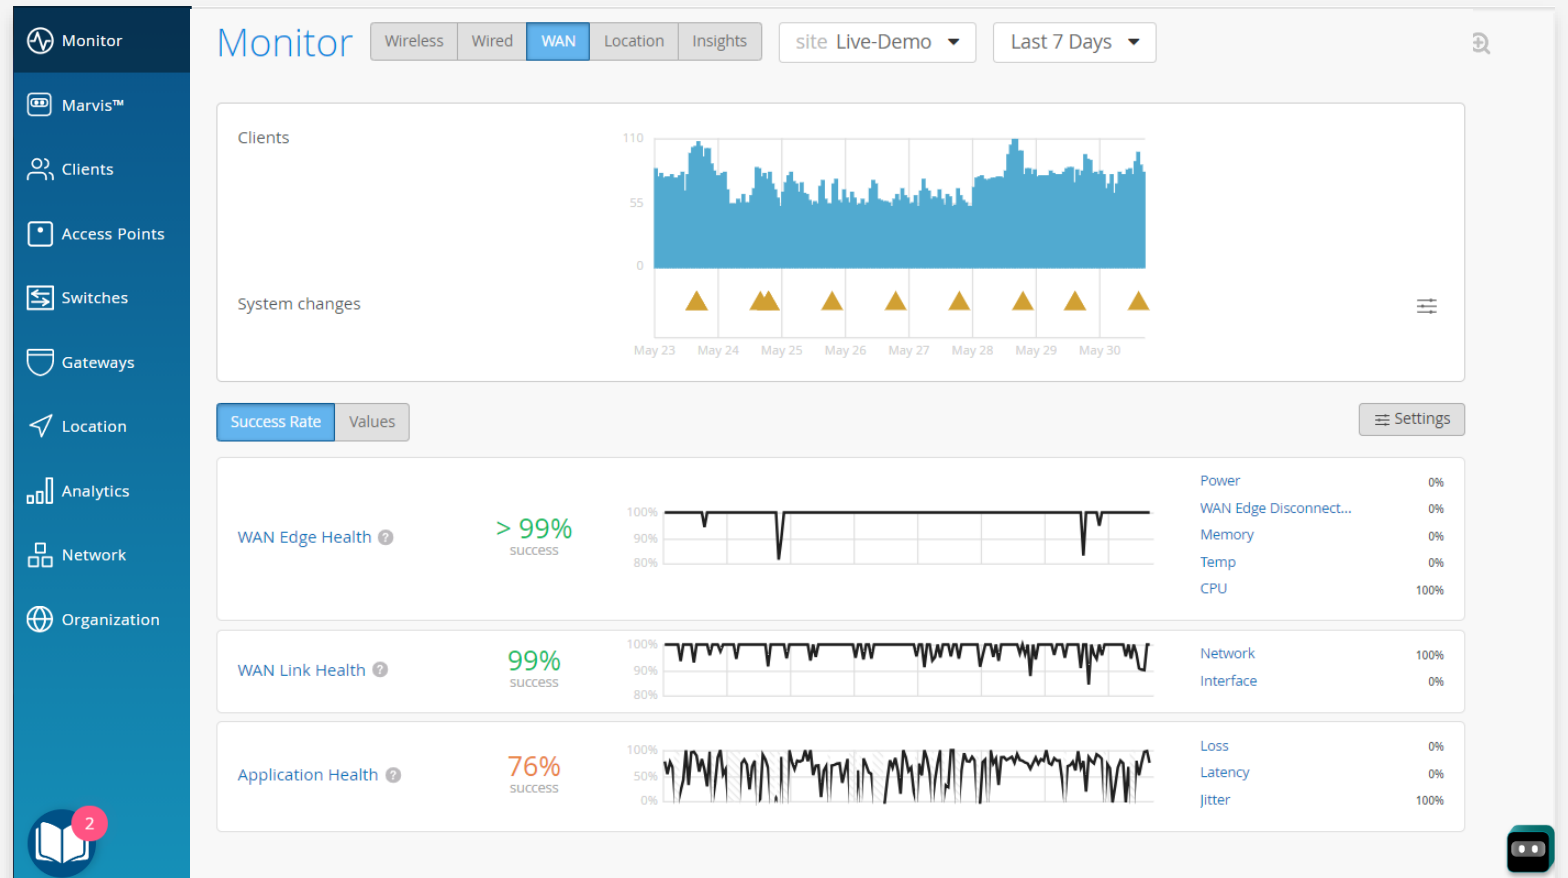 Monitor
Marvis™
Clients
Access Points
Switches
Gateways
Location
Analytics
Network
Organization
2
Monitor
Wireless Wired WAN Location Insights
site Live-Demo
Last 7 Days
Clients
110
55
0
System changes
May 23 May 24 May 25 May 26 May 27 May 28 May 29 May 30
Success Rate Values
Settings
WAN Edge Health ?
> 99%
success
100%
90%
80%
Power 0%
WAN Edge Disconnect... 0%
Memory 0%
Temp 0%
CPU 100%
WAN Link Health ?
99%
success
100%
90%
80%
Network 100%
Interface 0%
Application Health ?
76%
success
100%
50%
0%
Loss 0%
Latency 0%
Jitter 100%